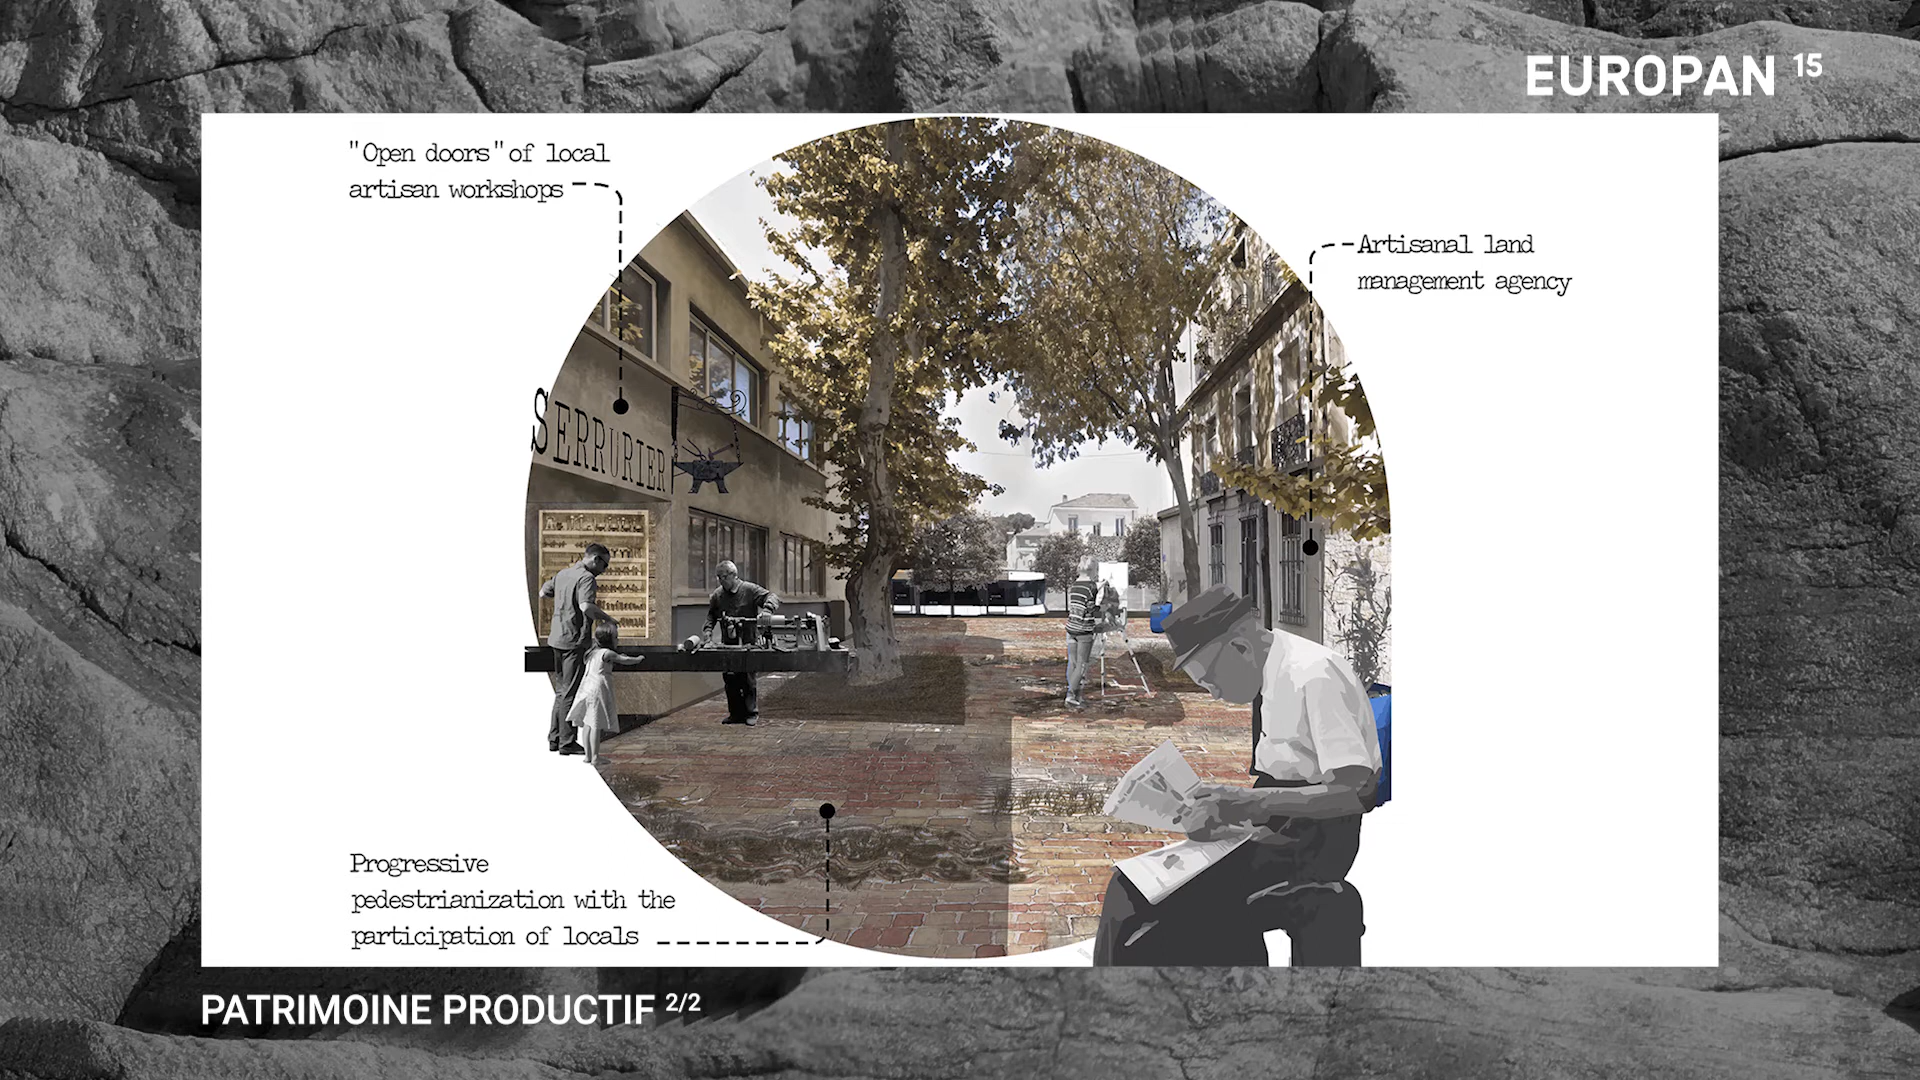 EUROPAN 15
"Open doors" of local
artisan workshops
Artisanal land
management agency
SERRURIER
Progressive
pedestrianization with the
participation of locals
PATRIMOINE PRODUCTIF 2/2